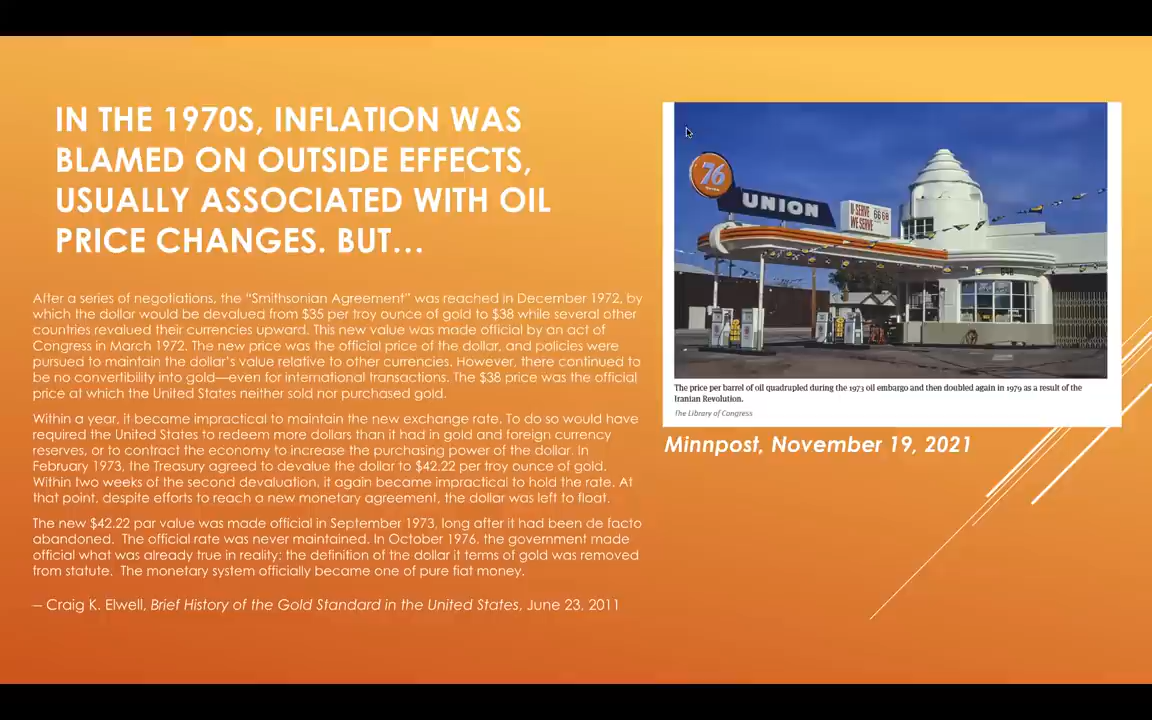 IN THE 1970S, INFLATION WAS
BLAMED ON OUTSIDE EFFECTS,
USUALLY ASSOCIATED WITH OIL
PRICE CHANGES. BUT…
After a series of negotiations, the “Smithsonian Agreement” was reached in December 1972, by
which the dollar would be devalued from $35 per troy ounce of gold to $38 while several other
countries revalued their currencies upward. This new value was made official by an act of
Congress in March 1972. The new price was the official price of the dollar, and policies were
pursued to maintain the dollar’s value relative to other currencies. However, there continued to
be no convertibility into gold—even for international transactions. The $38 price was the official
price at which the United States neither sold nor purchased gold.
Within a year, it became impractical to maintain the new exchange rate. To do so would have
required the United States to redeem more dollars than it had in gold and foreign currency
reserves, or to contract the economy to increase the purchasing power of the dollar. In
February 1973, the Treasury agreed to devalue the dollar to $42.22 per troy ounce of gold.
Within two weeks of the second devaluation, it again became impractical to hold the rate. At
that point, despite efforts to reach a new monetary agreement, the dollar was left to float.
The new $42.22 par value was made official in September 1973, long after it had been de facto
abandoned. The official rate was never maintained. In October 1976, the government made
official what was already true in reality: the definition of the dollar it terms of gold was removed
from statute. The monetary system officially became one of pure fiat money.
-- Craig K. Elwell, Brief History of the Gold Standard in the United States, June 23, 2011
76
UNION
U SERVE
WE SERVE
The price per barrel of oil quadrupled during the 1973 oil embargo and then doubled again in 1979 as a result of the
Iranian Revolution.
The Library of Congress
Minnpost, November 19, 2021